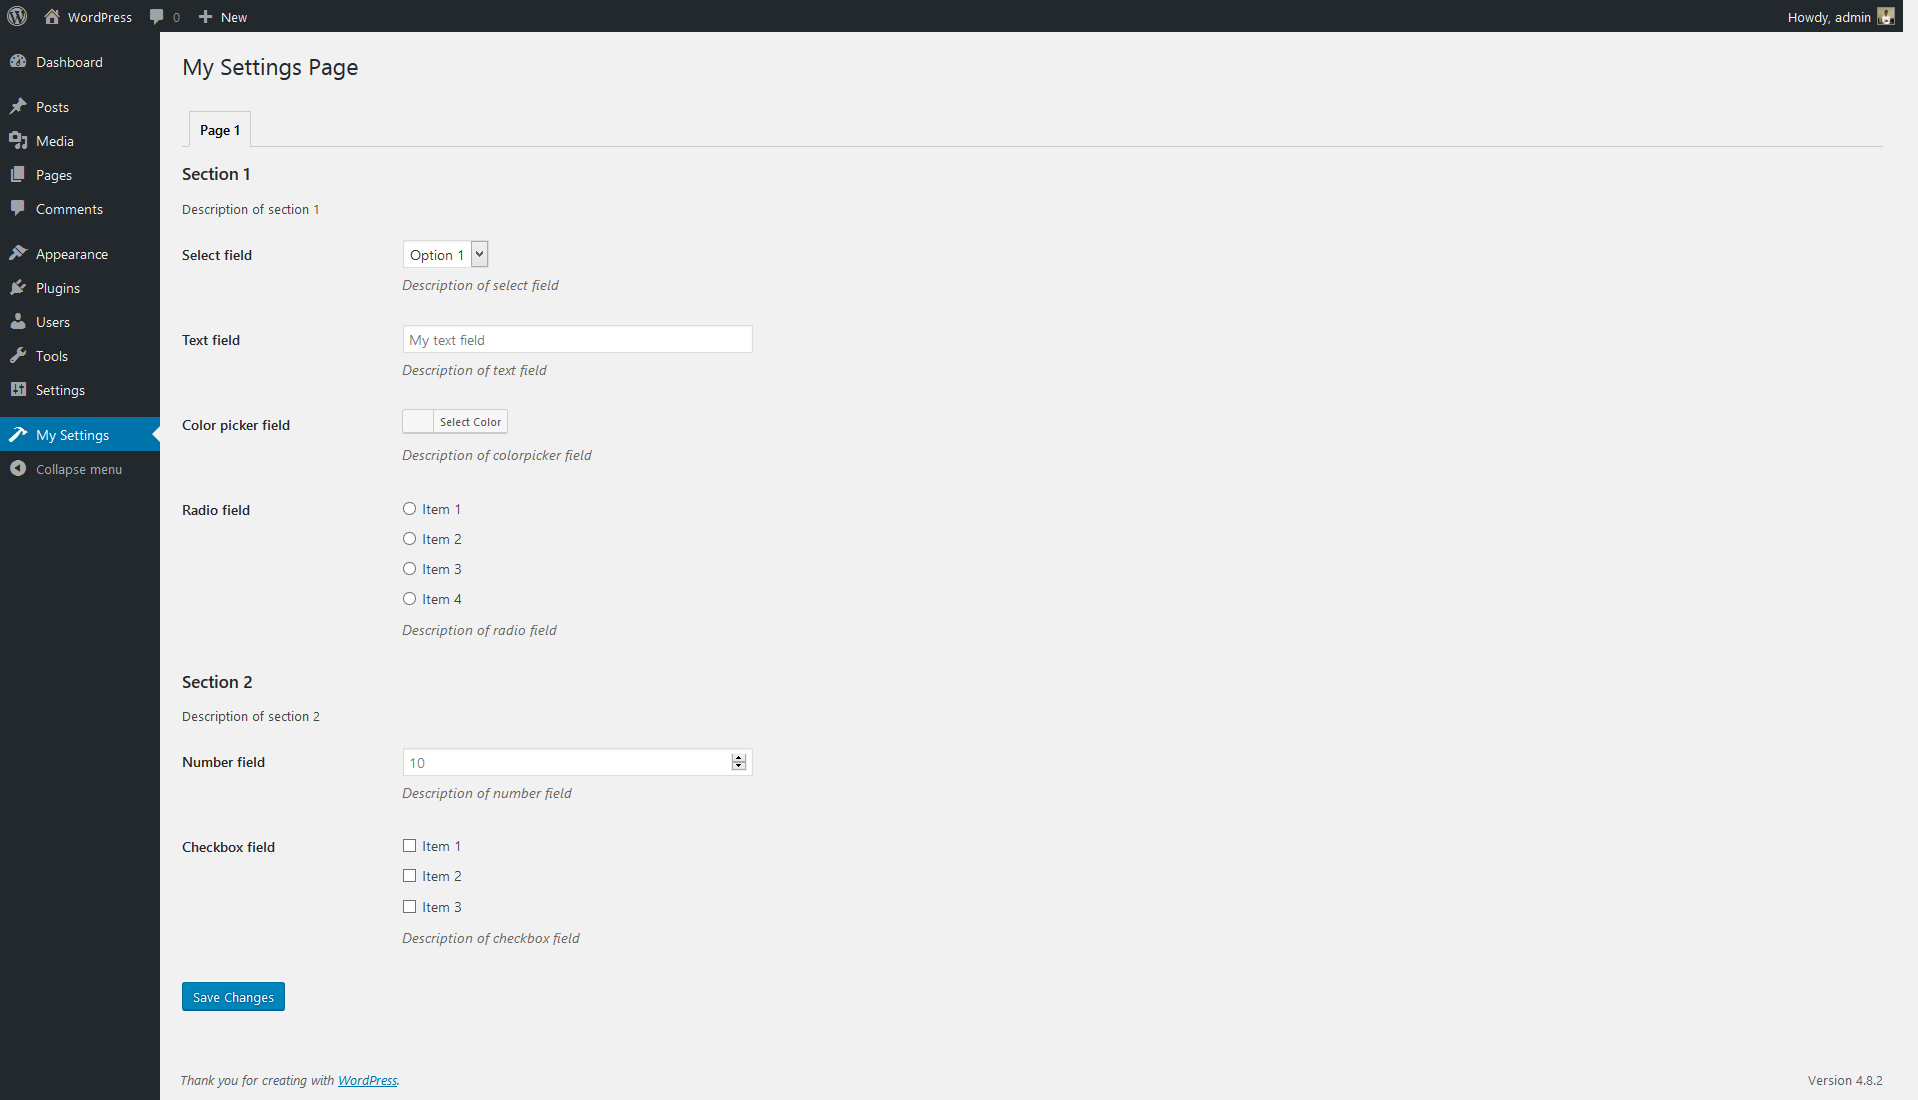 WordPress 0 New Howdy, admin
Dashboard
Posts
Media
Pages
Comments
Appearance
Plugins
Users
Tools
Settings
My Settings
Collapse menu
My Settings Page
Page 1
Section 1
Description of section 1
Select field Option 1
Description of select field
Text field My text field
Description of text field
Color picker field Select Color
Description of colorpicker field
Radio field Item 1
Item 2
Item 3
Item 4
Description of radio field
Section 2
Description of section 2
Number field 10
Description of number field
Checkbox field Item 1
Item 2
Item 3
Description of checkbox field
Save Changes
Thank you for creating with WordPress. Version 4.8.2